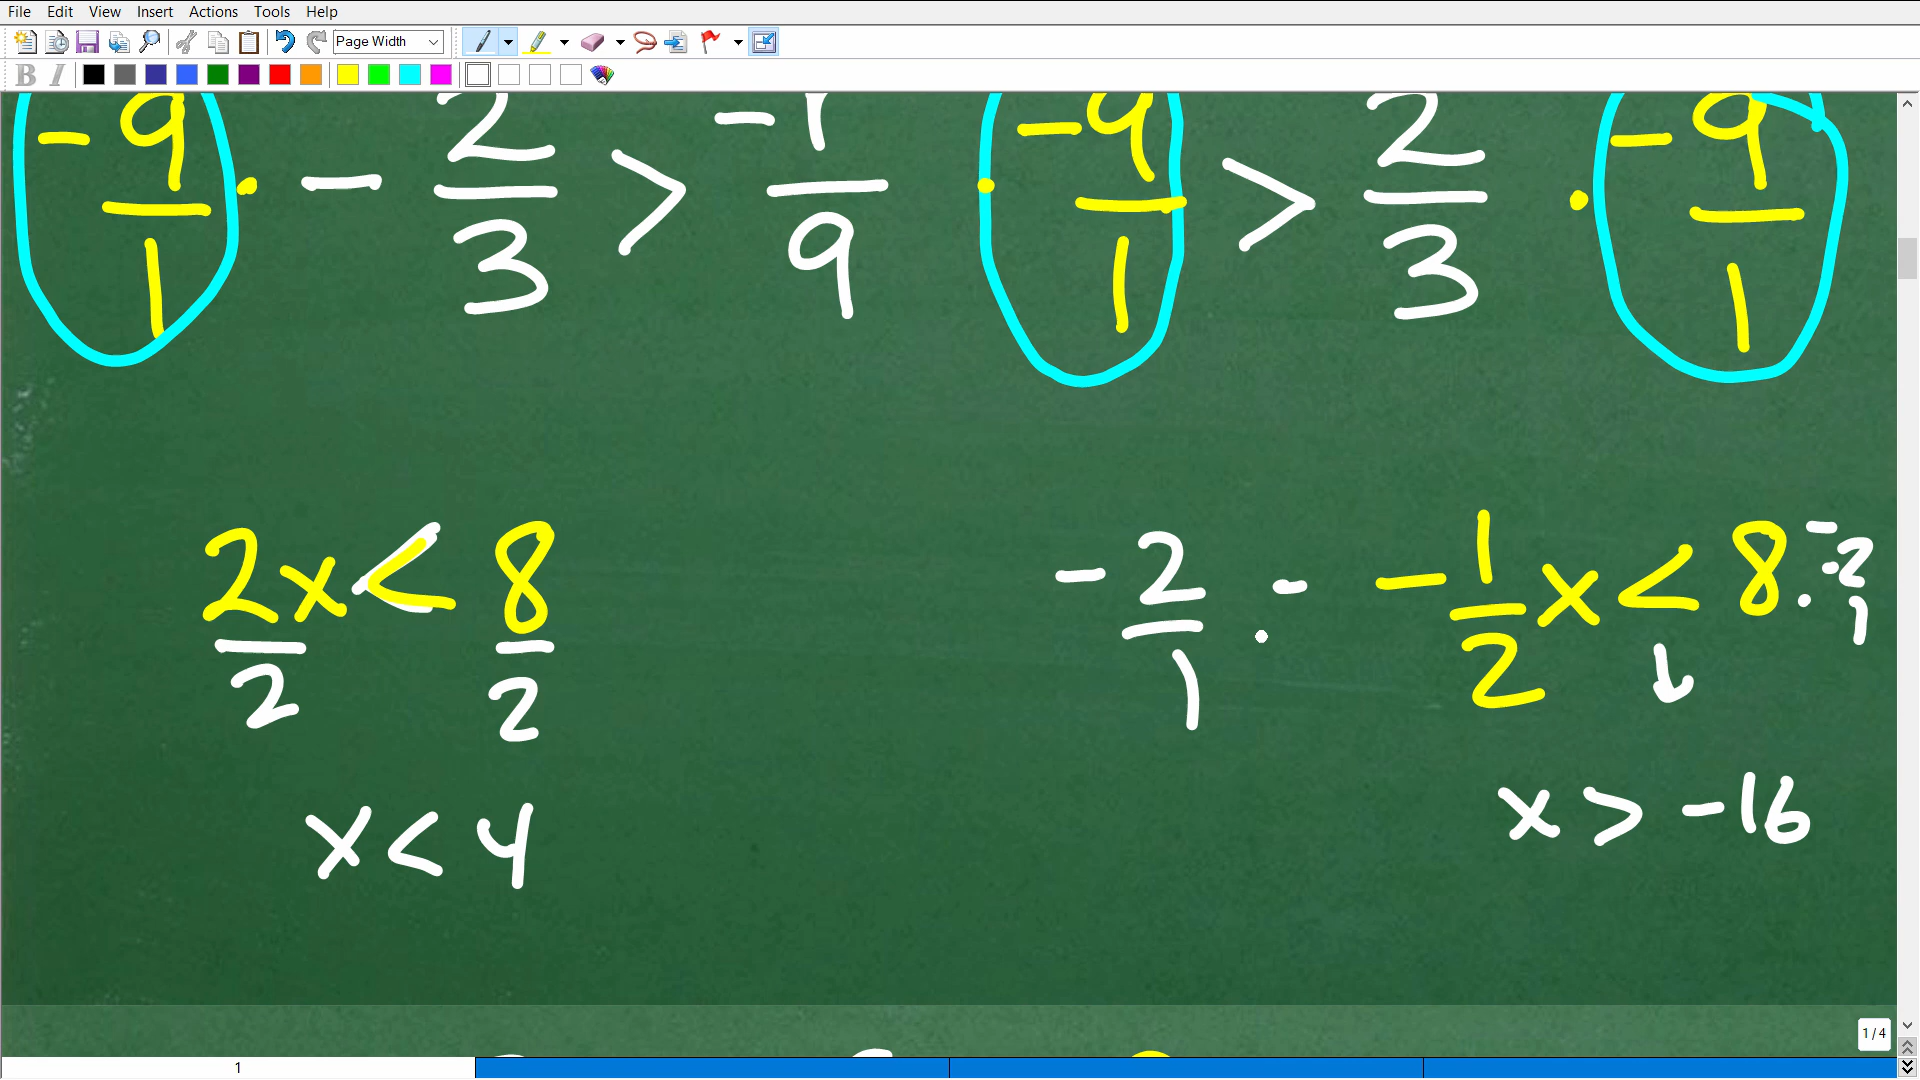 File Edit View Insert Actions Tools Help
Page Width
B I
-9/1 · - 2/3 > -1/9 · -9/1 > 2/3 · -9/1
2x < 8
2 2
x < 4
-2/1 · - -1/2 x < 8 · -2/1
x > -16
1 / 4
1